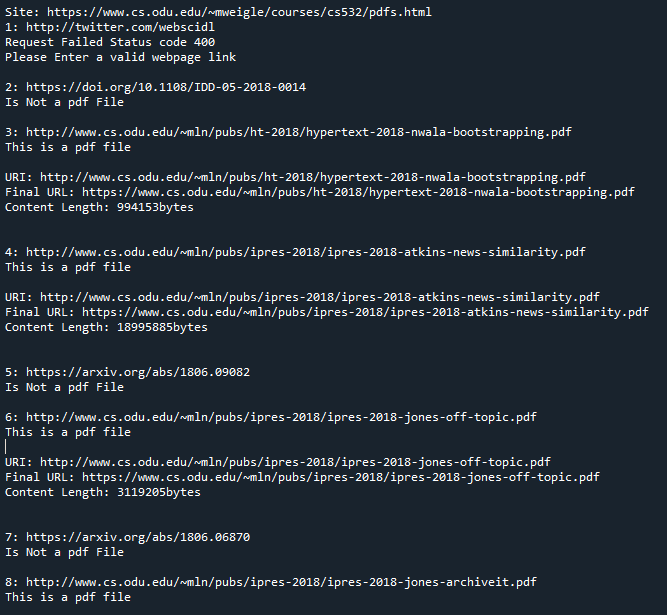 Site: https://www.cs.odu.edu/~mweigle/courses/cs532/pdfs.html
1: http://twitter.com/webscidl
Request Failed Status code 400
Please Enter a valid webpage link
2: https://doi.org/10.1108/IDD-05-2018-0014
Is Not a pdf File
3: http://www.cs.odu.edu/~mln/pubs/ht-2018/hypertext-2018-nwala-bootstrapping.pdf
This is a pdf file
URI: http://www.cs.odu.edu/~mln/pubs/ht-2018/hypertext-2018-nwala-bootstrapping.pdf
Final URL: https://www.cs.odu.edu/~mln/pubs/ht-2018/hypertext-2018-nwala-bootstrapping.pdf
Content Length: 994153bytes
4: http://www.cs.odu.edu/~mln/pubs/ipres-2018/ipres-2018-atkins-news-similarity.pdf
This is a pdf file
URI: http://www.cs.odu.edu/~mln/pubs/ipres-2018/ipres-2018-atkins-news-similarity.pdf
Final URL: https://www.cs.odu.edu/~mln/pubs/ipres-2018/ipres-2018-atkins-news-similarity.pdf
Content Length: 18995885bytes
5: https://arxiv.org/abs/1806.09082
Is Not a pdf File
6: http://www.cs.odu.edu/~mln/pubs/ipres-2018/ipres-2018-jones-off-topic.pdf
This is a pdf file
URI: http://www.cs.odu.edu/~mln/pubs/ipres-2018/ipres-2018-jones-off-topic.pdf
Final URL: https://www.cs.odu.edu/~mln/pubs/ipres-2018/ipres-2018-jones-off-topic.pdf
Content Length: 3119205bytes
7: https://arxiv.org/abs/1806.06870
Is Not a pdf File
8: http://www.cs.odu.edu/~mln/pubs/ipres-2018/ipres-2018-jones-archiveit.pdf
This is a pdf file